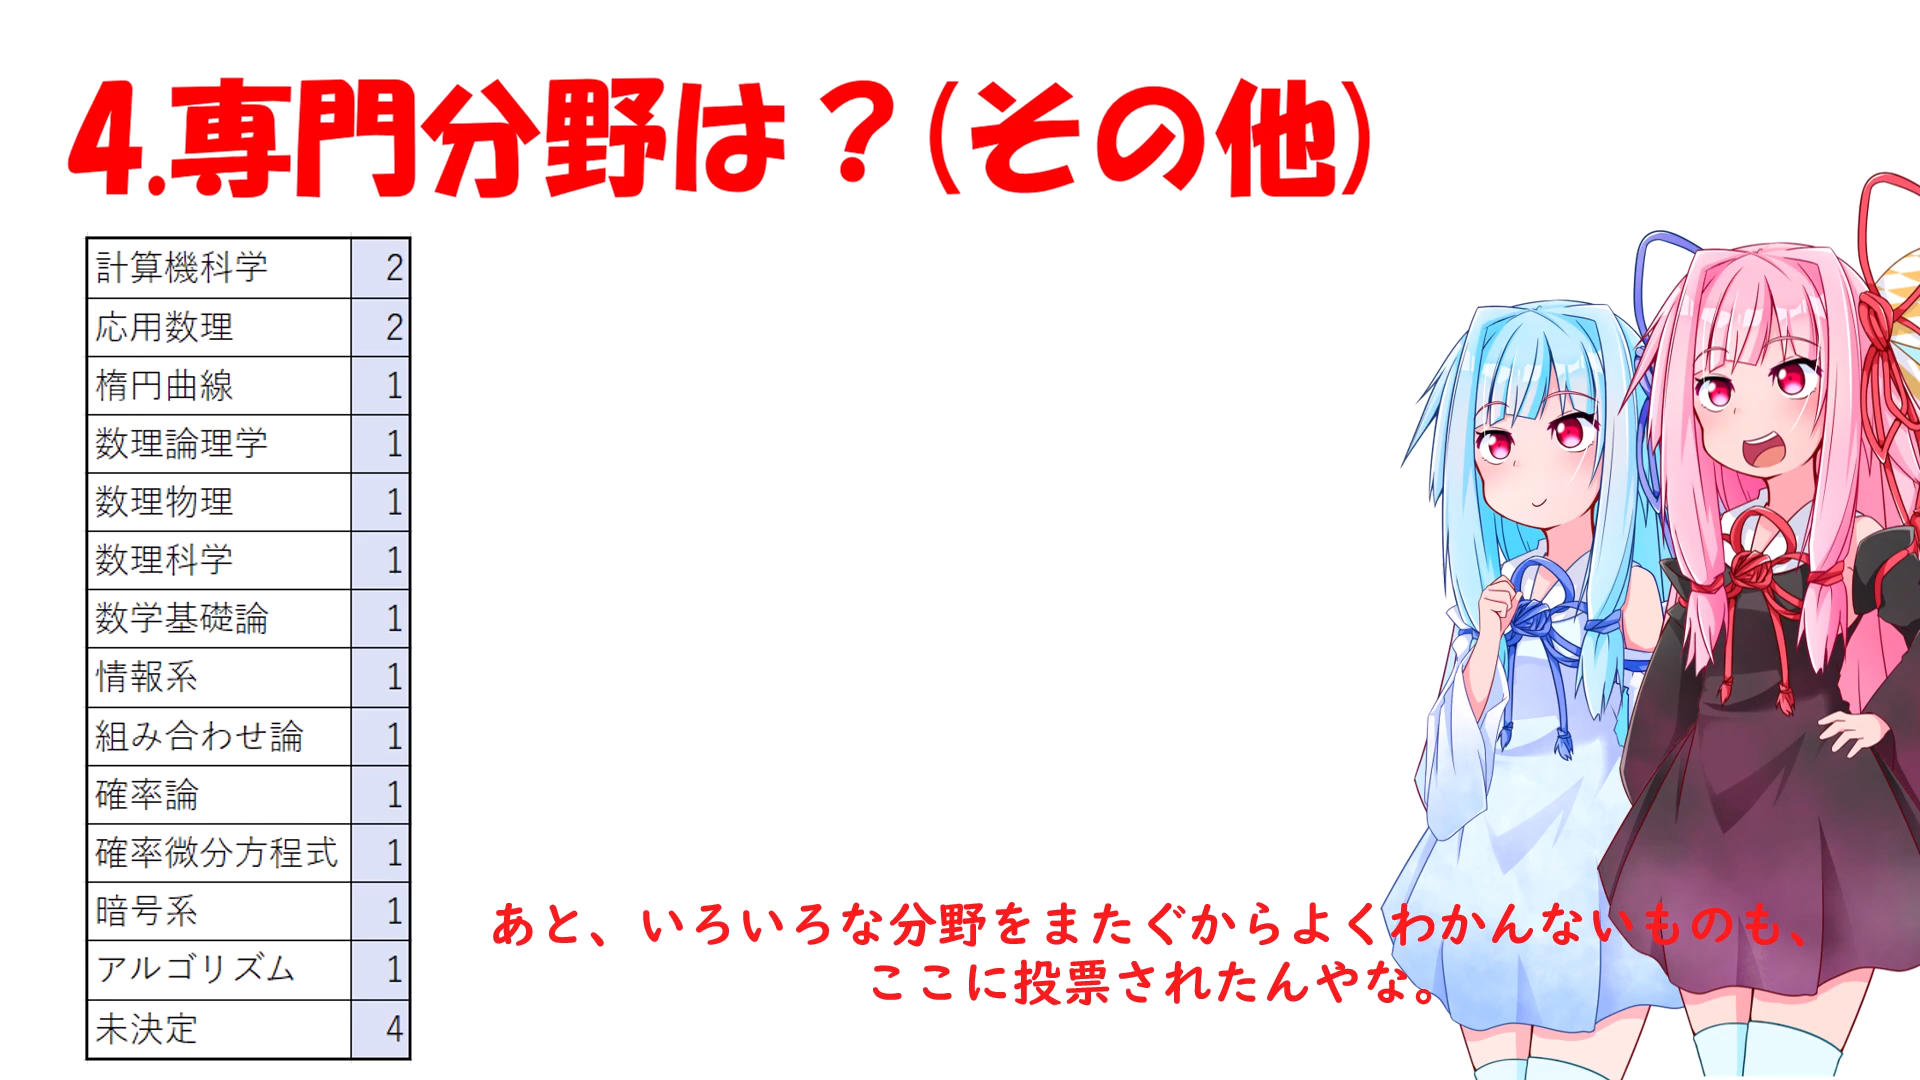 4.専門分野は？(その他)
計算機科学 2
応用数理 2
楕円曲線 1
数理論理学 1
数理物理 1
数理科学 1
数学基礎論 1
情報系 1
組み合わせ論 1
確率論 1
確率微分方程式 1
暗号系 1
アルゴリズム 1
未決定 4
あと、いろいろな分野をまたぐからよくわかんないものも、
ここに投票されたんやな。